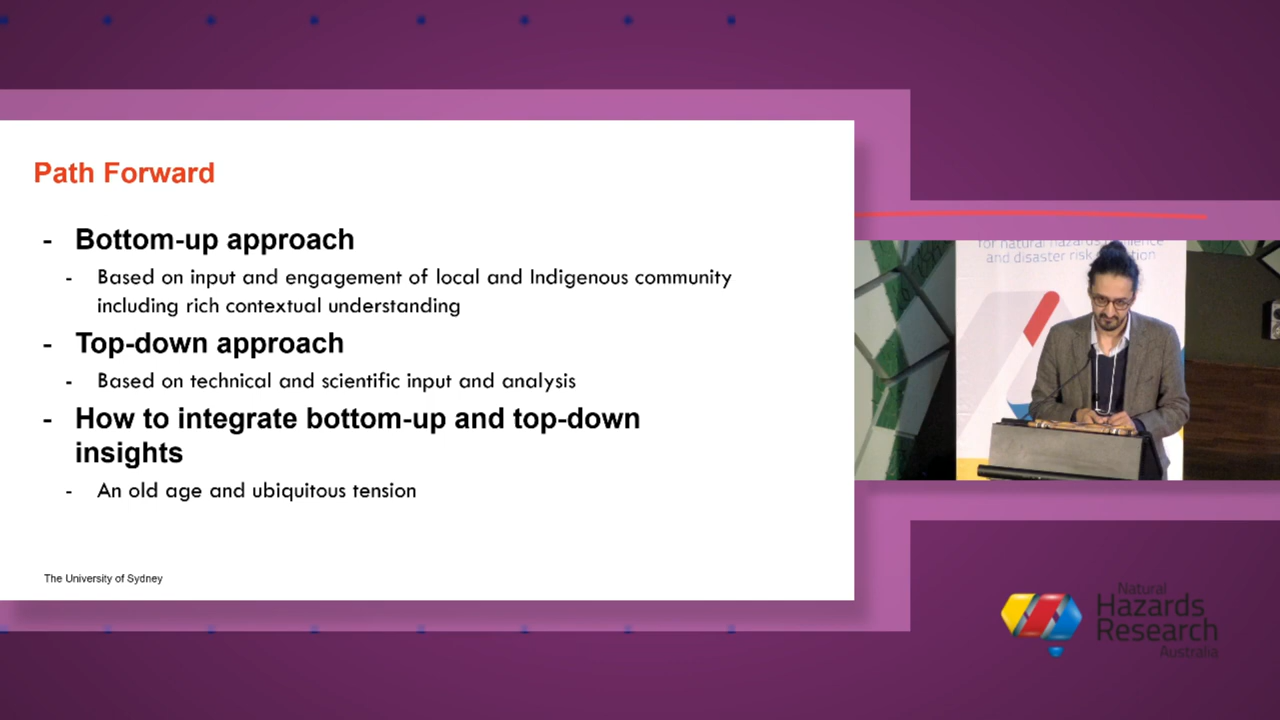 Path Forward
- Bottom-up approach
- Based on input and engagement of local and Indigenous community
including rich contextual understanding
- Top-down approach
- Based on technical and scientific input and analysis
- How to integrate bottom-up and top-down
insights
- An old age and ubiquitous tension
The University of Sydney
for natural hazards
and disaster risk
Natural
Hazards
Research
Australia